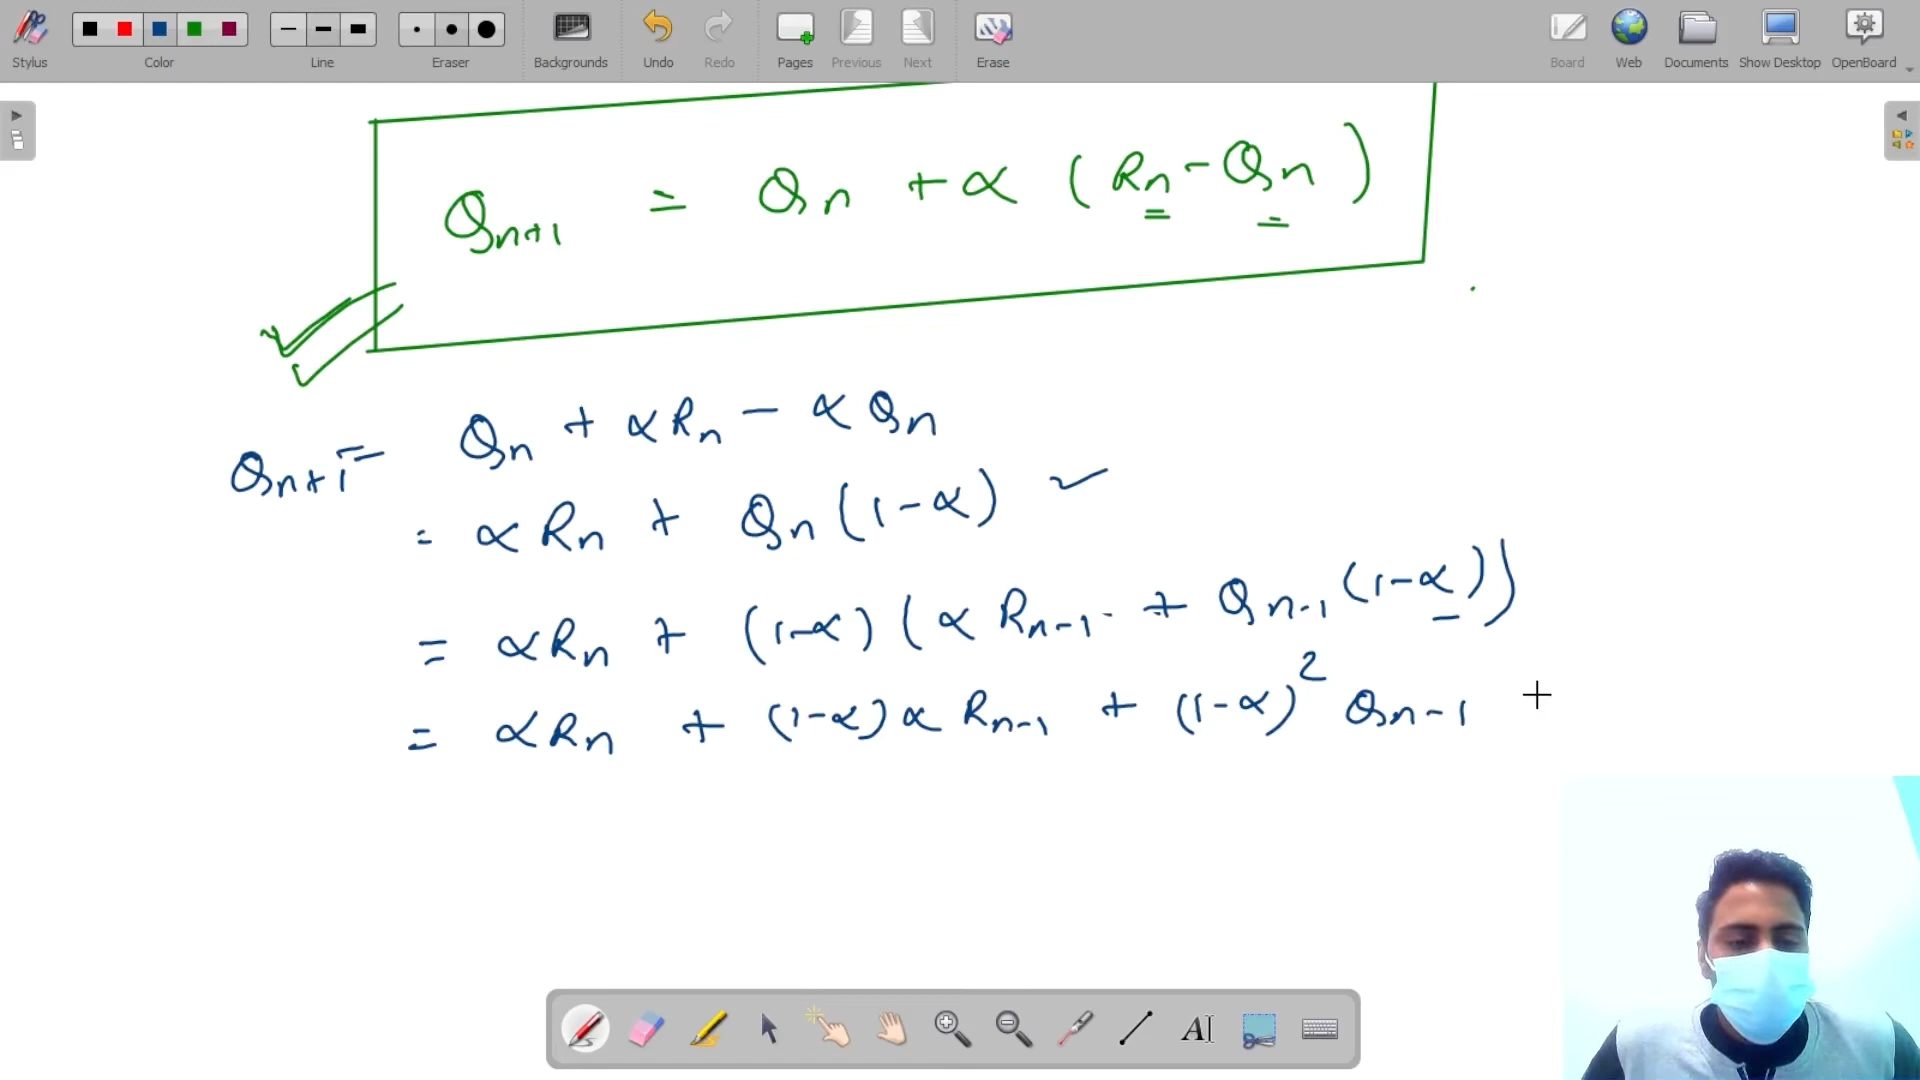 Stylus Color Line Eraser Backgrounds Undo Redo Pages Previous Next Erase Board Web Documents Show Desktop OpenBoard
Qn+1 = Qn + α (Rn - Qn)
Qn+1 = Qn + αRn - αQn
= αRn + Qn(1-α)
= αRn + (1-α)(αRn-1 + Qn-1(1-α))
= αRn + (1-α)αRn-1 + (1-α)² Qn-1